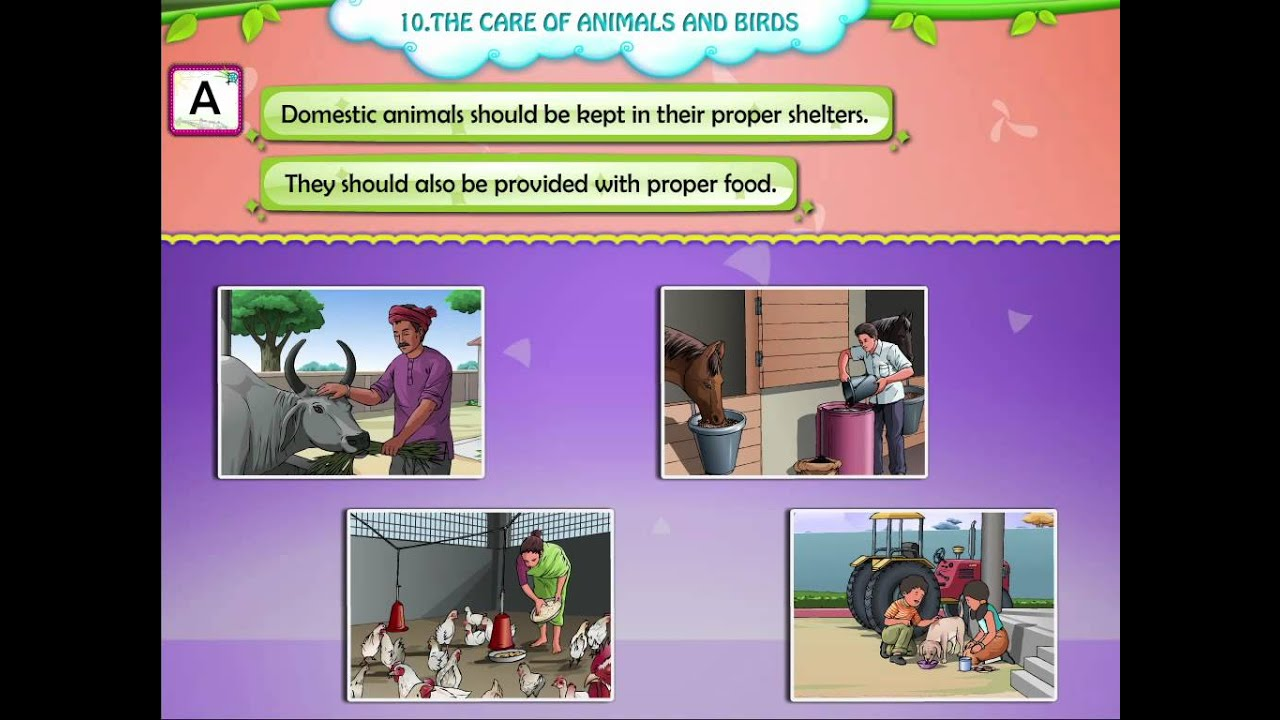 10.THE CARE OF ANIMALS AND BIRDS
A
Domestic animals should be kept in their proper shelters.
They should also be provided with proper food.